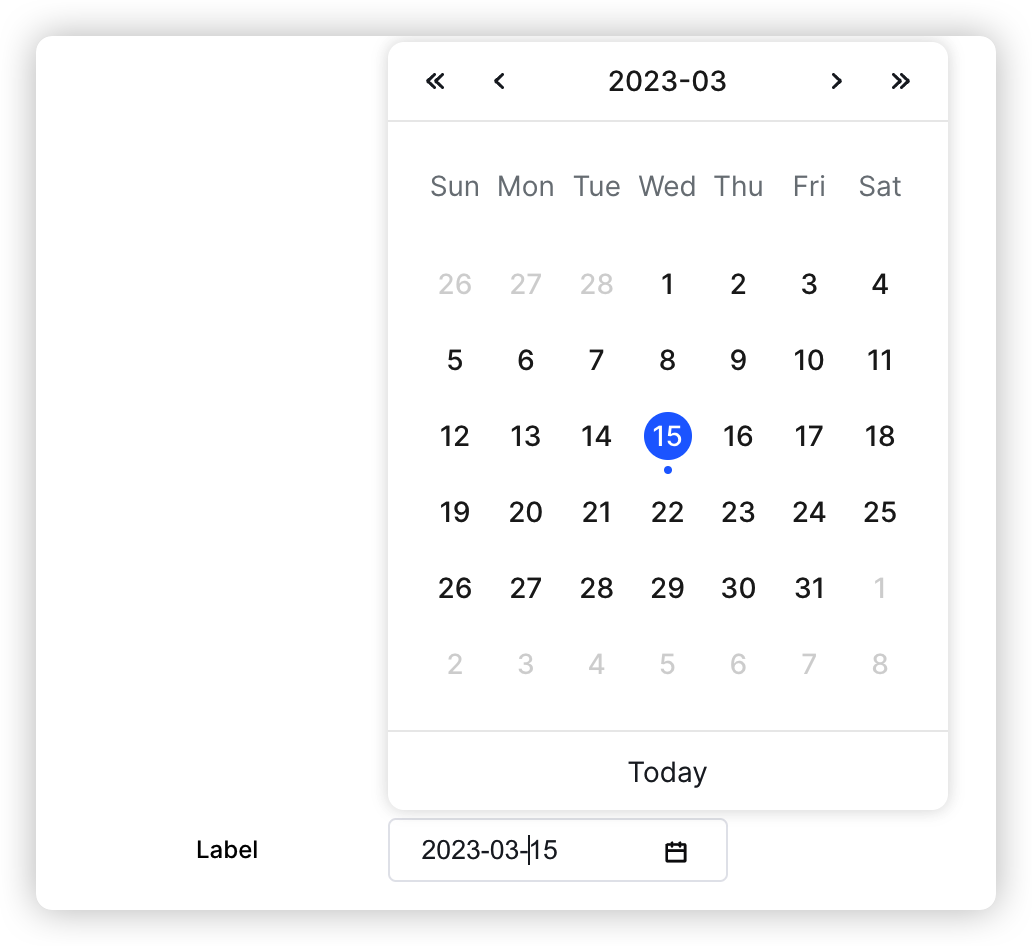 2023-03
Sun Mon Tue Wed Thu Fri Sat
26 27 28 1 2 3 4
5 6 7 8 9 10 11
12 13 14 15 16 17 18
19 20 21 22 23 24 25
26 27 28 29 30 31 1
2 3 4 5 6 7 8
Today
Label 2023-03-15